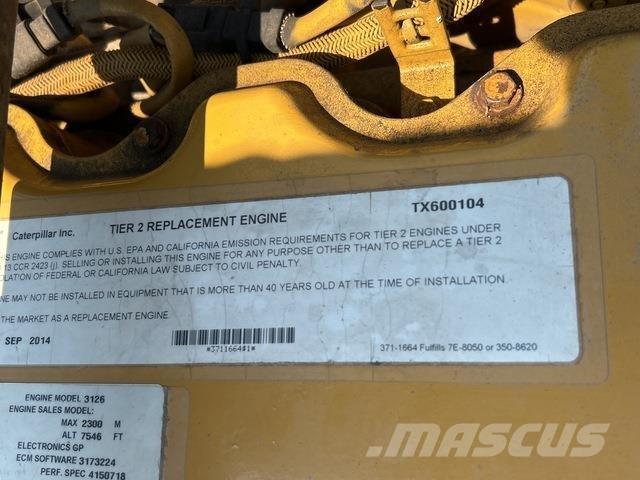 Caterpillar Inc. TIER 2 REPLACEMENT ENGINE TX600104
ENGINE COMPLIES WITH U.S. EPA AND CALIFORNIA EMISSION REQUIREMENTS FOR TIER 2 ENGINES UNDER
13 CCR 2423 (j). SELLING OR INSTALLING THIS ENGINE FOR ANY PURPOSE OTHER THAN TO REPLACE A TIER 2
OF FEDERAL OR CALIFORNIA LAW SUBJECT TO CIVIL PENALTY.
MAY NOT BE INSTALLED IN EQUIPMENT THAT IS MORE THAN 40 YEARS OLD AT THE TIME OF INSTALLATION.
THE MARKET AS A REPLACEMENT ENGINE
SEP 2014
*3711664#1*
371-1664 Fulfills 7E-8050 or 350-8620
ENGINE MODEL 3126
ENGINE SALES MODEL:
MAX 2300 M
ALT 7546 FT
ELECTRONICS GP
ECM SOFTWARE 3173224
PERF. SPEC 4150718
MASCUS